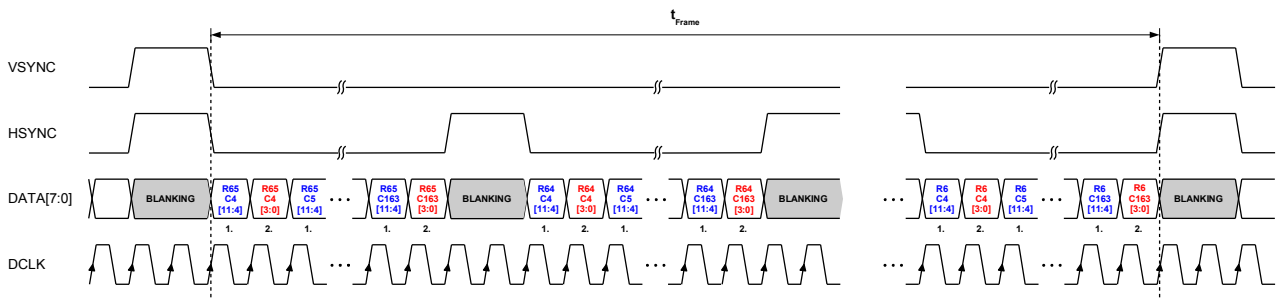 tFrame
VSYNC
HSYNC
DATA[7:0]
BLANKING
R65
C4
[11:4]
R65
C4
[3:0]
R65
C5
[11:4]
R65
C163
[11:4]
R65
C163
[3:0]
BLANKING
R64
C4
[11:4]
R64
C4
[3:0]
R64
C5
[11:4]
R64
C163
[11:4]
R64
C163
[3:0]
BLANKING
R6
C4
[11:4]
R6
C4
[3:0]
R6
C5
[11:4]
R6
C163
[11:4]
R6
C163
[3:0]
BLANKING
1. 2. 1. 1. 2. 1. 2. 1. 1. 2. 1. 2. 1. 1. 2.
DCLK